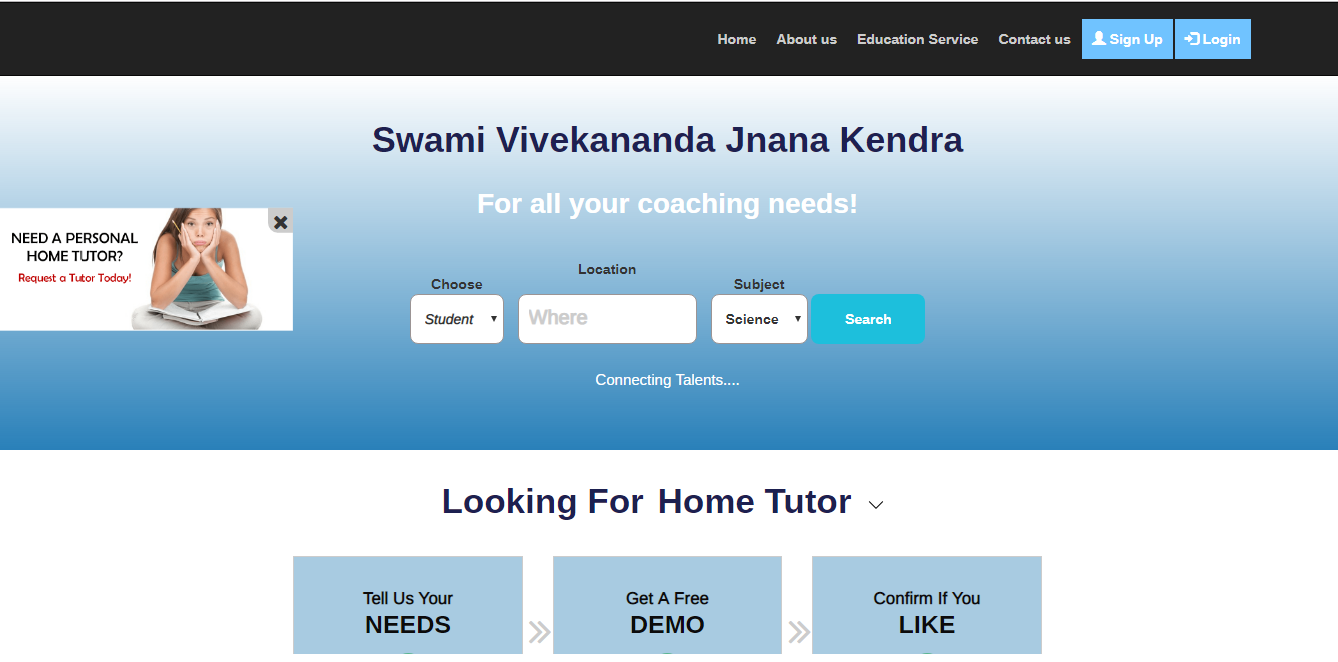 Home About us Education Service Contact us Sign Up Login
Swami Vivekananda Jnana Kendra
For all your coaching needs!
NEED A PERSONAL
HOME TUTOR?
Request a Tutor Today!
Location
Choose Subject
Student Where Science Search
Connecting Talents....
Looking For Home Tutor
Tell Us Your
NEEDS
Get A Free
DEMO
Confirm If You
LIKE